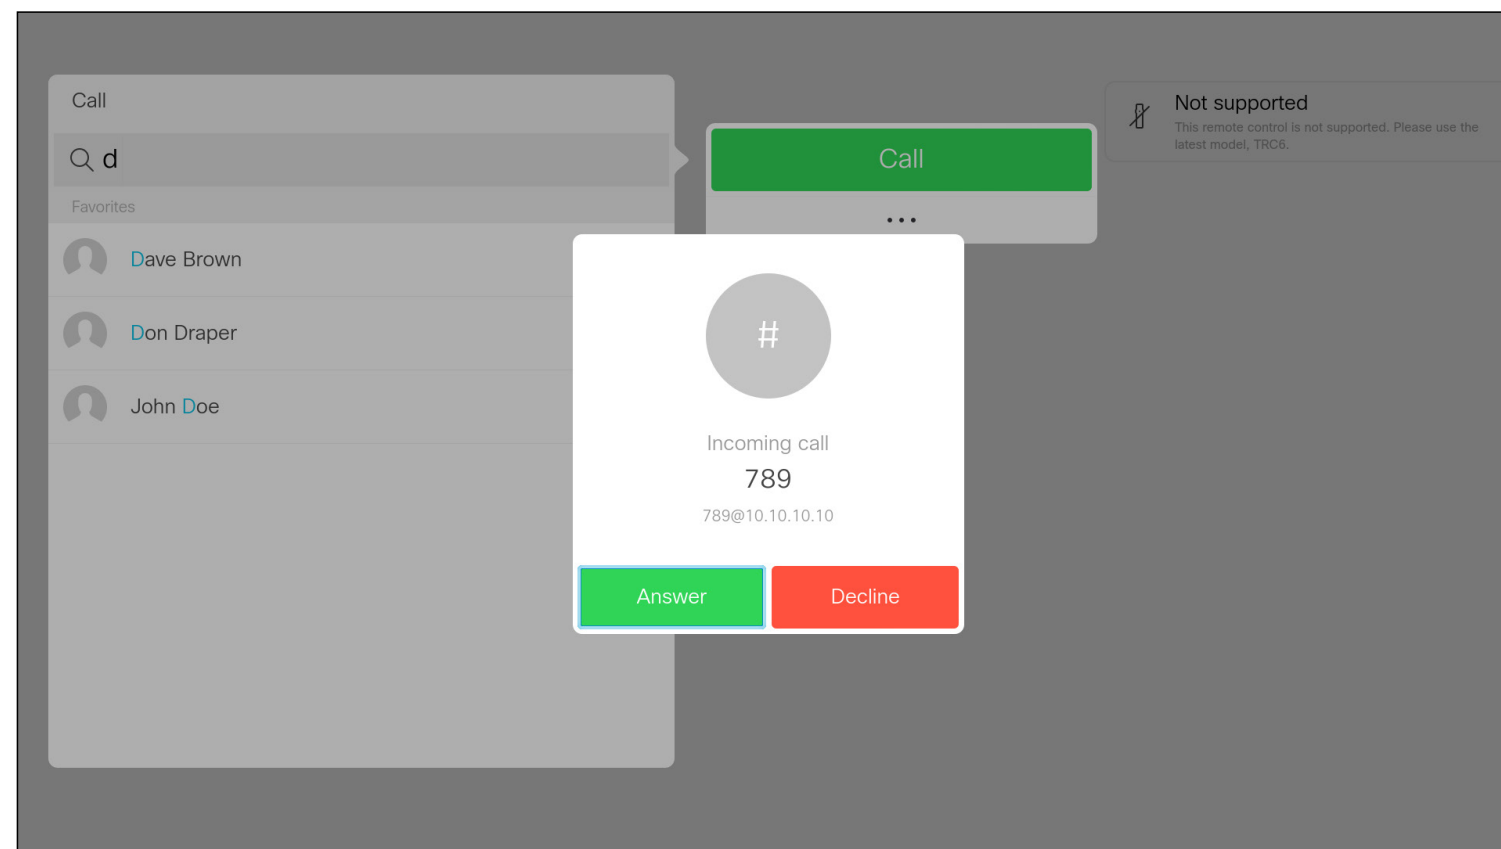 Call
d
Favorites
Dave Brown
Don Draper
John Doe
Call
...
Not supported
This remote control is not supported. Please use the
latest model, TRC6.
#
Incoming call
789
789@10.10.10.10
Answer
Decline